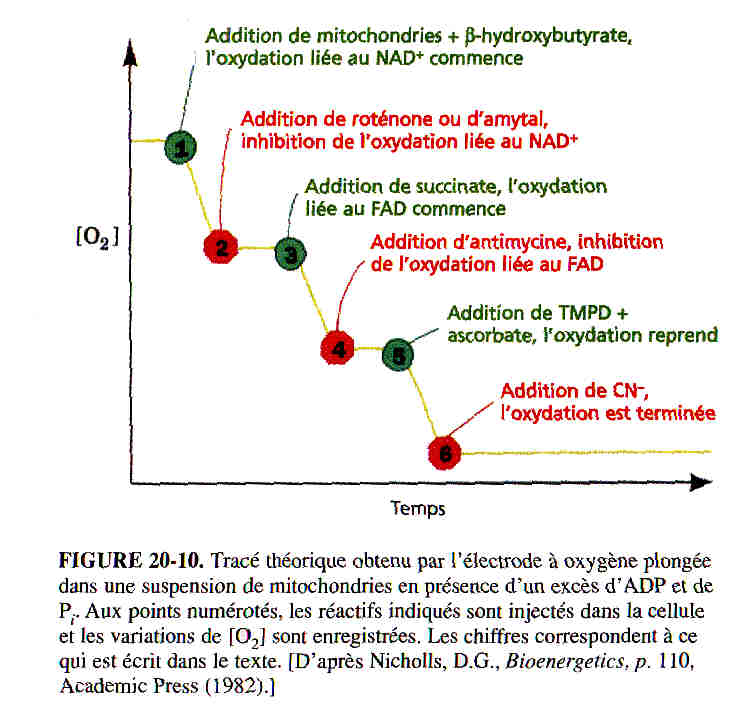 Addition de mitochondries + β-hydroxybutyrate,
l'oxydation liée au NAD⁺ commence
1
Addition de roténone ou d'amytal,
inhibition de l'oxydation liée au NAD⁺
2
Addition de succinate, l'oxydation
liée au FAD commence
3
[O₂]
Addition d'antimycine, inhibition
de l'oxydation liée au FAD
4
Addition de TMPD +
ascorbate, l'oxydation reprend
5
Addition de CN⁻,
l'oxydation est terminée
6
Temps
FIGURE 20-10. Tracé théorique obtenu par l'électrode à oxygène plongée
dans une suspension de mitochondries en présence d'un excès d'ADP et de
Pᵢ. Aux points numérotés, les réactifs indiqués sont injectés dans la cellule
et les variations de [O₂] sont enregistrées. Les chiffres correspondent à ce
qui est écrit dans le texte. [D'après Nicholls, D.G., Bioenergetics, p. 110,
Academic Press (1982).]